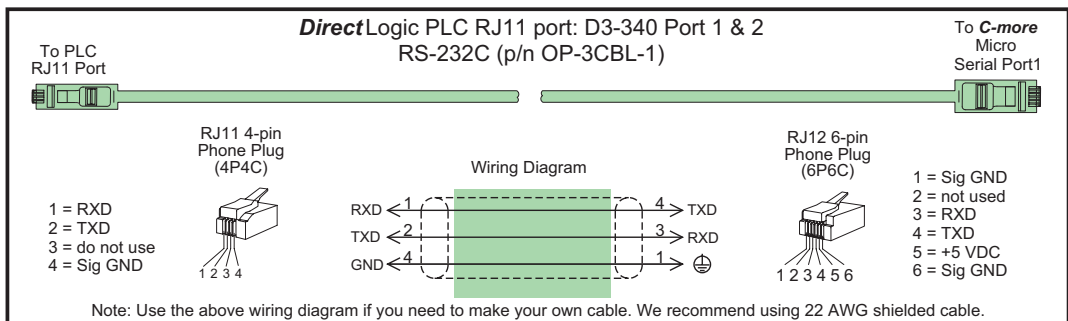 DirectLogic PLC RJ11 port: D3-340 Port 1 & 2
RS-232C (p/n OP-3CBL-1)
To PLC
RJ11 Port
To C-more
Micro
Serial Port1
RJ11 4-pin
Phone Plug
(4P4C)
1 = RXD
2 = TXD
3 = do not use
4 = Sig GND
1 2 3 4
Wiring Diagram
RXD 1 4 TXD
TXD 2 3 RXD
GND 4 1
RJ12 6-pin
Phone Plug
(6P6C)
1 2 3 4 5 6
1 = Sig GND
2 = not used
3 = RXD
4 = TXD
5 = +5 VDC
6 = Sig GND
Note: Use the above wiring diagram if you need to make your own cable. We recommend using 22 AWG shielded cable.